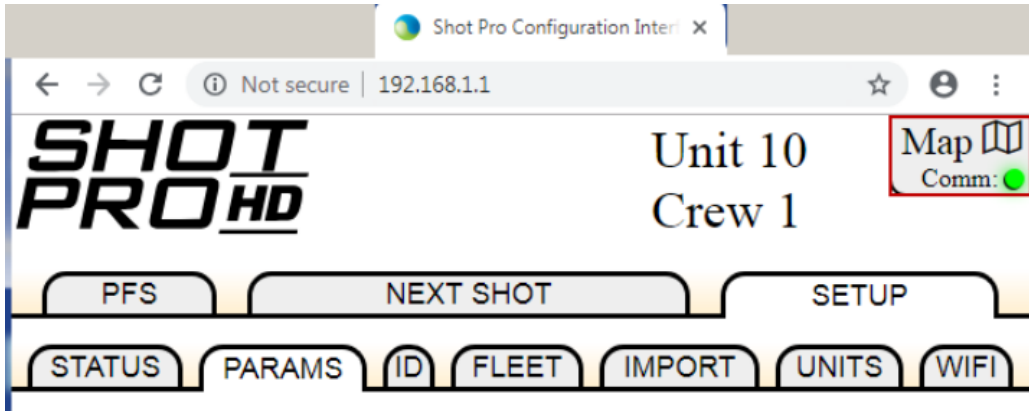 Shot Pro Configuration Inter
Not secure 192.168.1.1
SHOT
PRO HD
Unit 10
Crew 1
Map
Comm:
PFS NEXT SHOT SETUP
STATUS PARAMS ID FLEET IMPORT UNITS WIFI